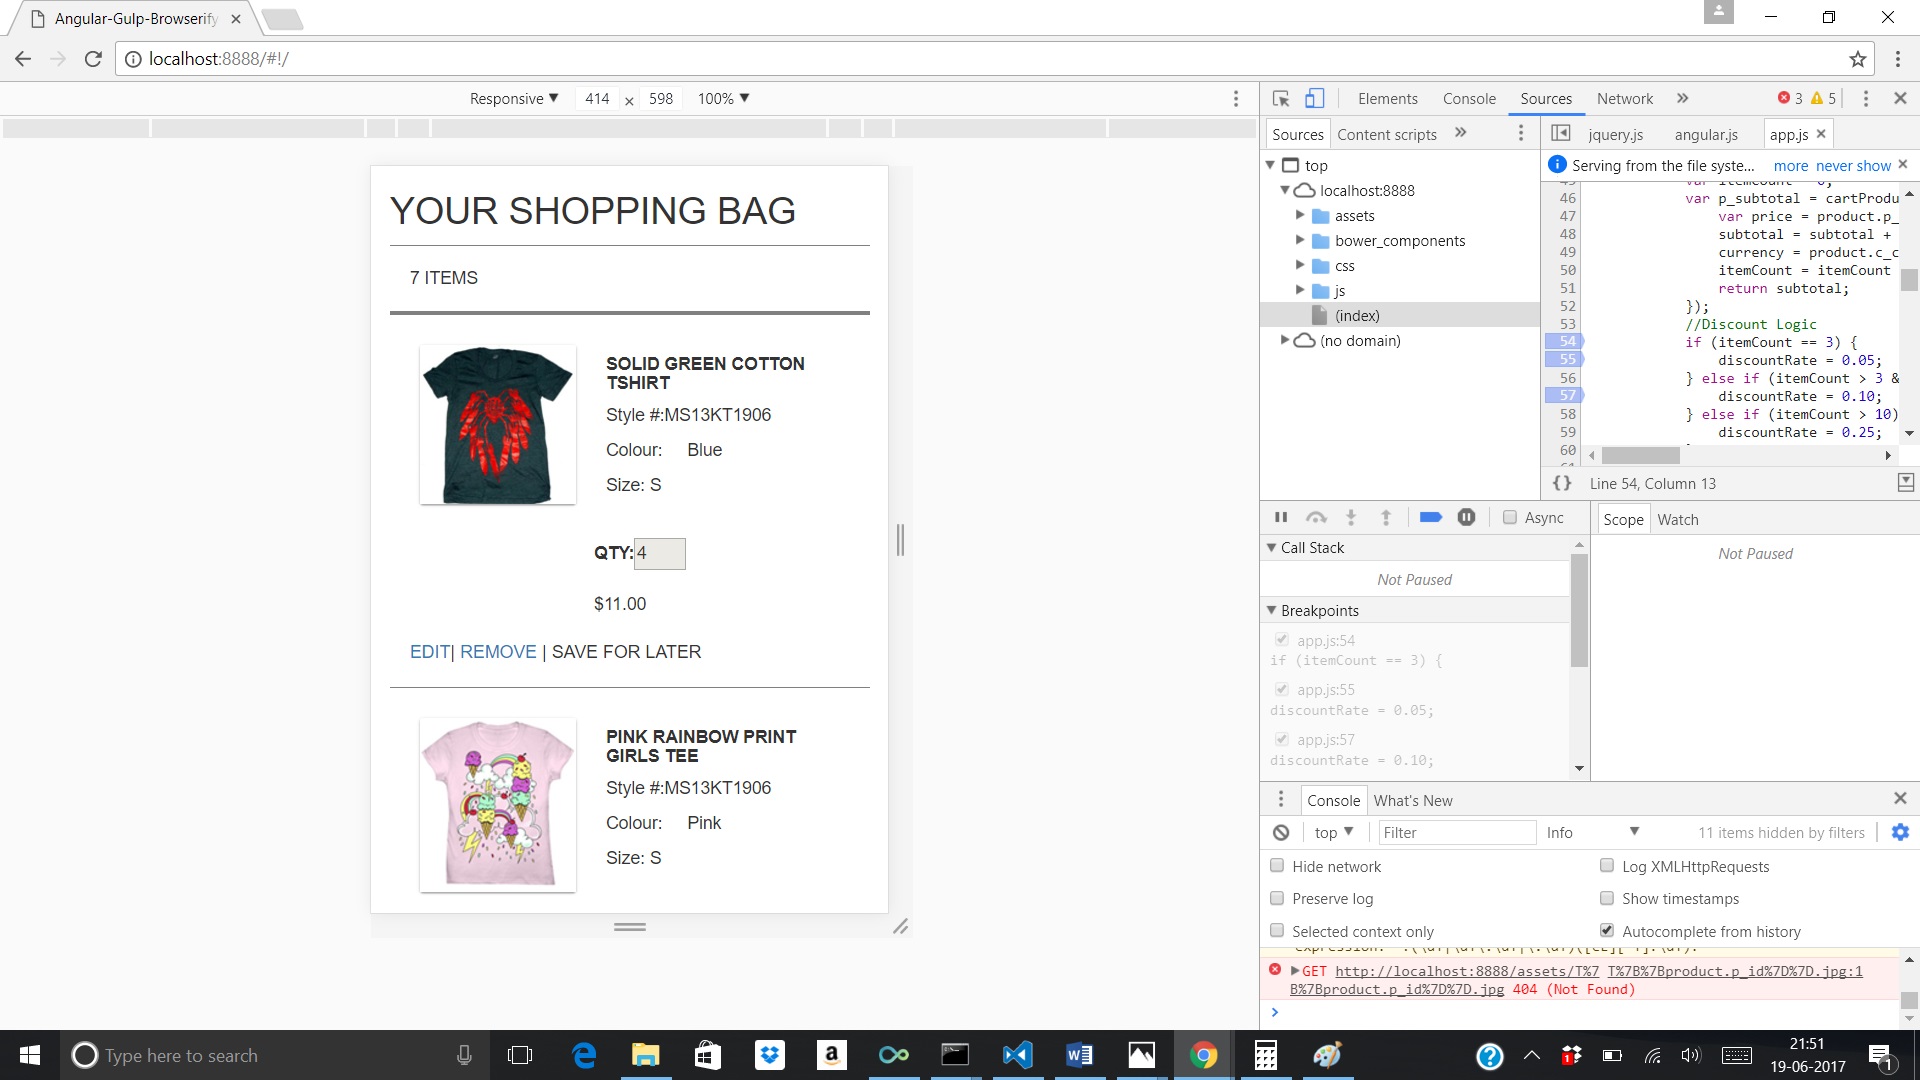 Angular-Gulp-Browserify
localhost:8888/#!/
Responsive 414 × 598 100%
YOUR SHOPPING BAG
7 ITEMS
SOLID GREEN COTTON
TSHIRT
Style #:MS13KT1906
Colour: Blue
Size: S
QTY: 4
$11.00
EDIT| REMOVE | SAVE FOR LATER
PINK RAINBOW PRINT
GIRLS TEE
Style #:MS13KT1906
Colour: Pink
Size: S
Elements Console Sources Network 3 5
Sources Content scripts
top
localhost:8888
assets
bower_components
css
js
(index)
(no domain)
jquery.js angular.js app.js
Serving from the file syste... more never show
45 var itemCount = 0;
46 var p_subtotal = cartProdu
47 var price = product.p_
48 subtotal = subtotal +
49 currency = product.c_c
50 itemCount = itemCount
51 return subtotal;
52 });
53 //Discount Logic
54 if (itemCount == 3) {
55 discountRate = 0.05;
56 } else if (itemCount > 3 &
57 discountRate = 0.10;
58 } else if (itemCount > 10)
59 discountRate = 0.25;
60
{} Line 54, Column 13
Async
Call Stack
Not Paused
Breakpoints
app.js:54
if (itemCount == 3) {
app.js:55
discountRate = 0.05;
app.js:57
discountRate = 0.10;
Scope Watch
Not Paused
Console What's New
top Filter Info 11 items hidden by filters
Hide network Log XMLHttpRequests
Preserve log Show timestamps
Selected context only Autocomplete from history
GET http://localhost:8888/assets/T%7 T%7B%7Bproduct.p_id%7D%7D.jpg:1
B%7Bproduct.p_id%7D%7D.jpg 404 (Not Found)
Type here to search
21:51
19-06-2017
1